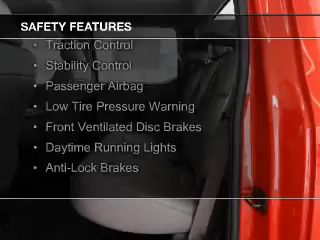 SAFETY FEATURES
• Traction Control
• Stability Control
• Passenger Airbag
• Low Tire Pressure Warning
• Front Ventilated Disc Brakes
• Daytime Running Lights
• Anti-Lock Brakes